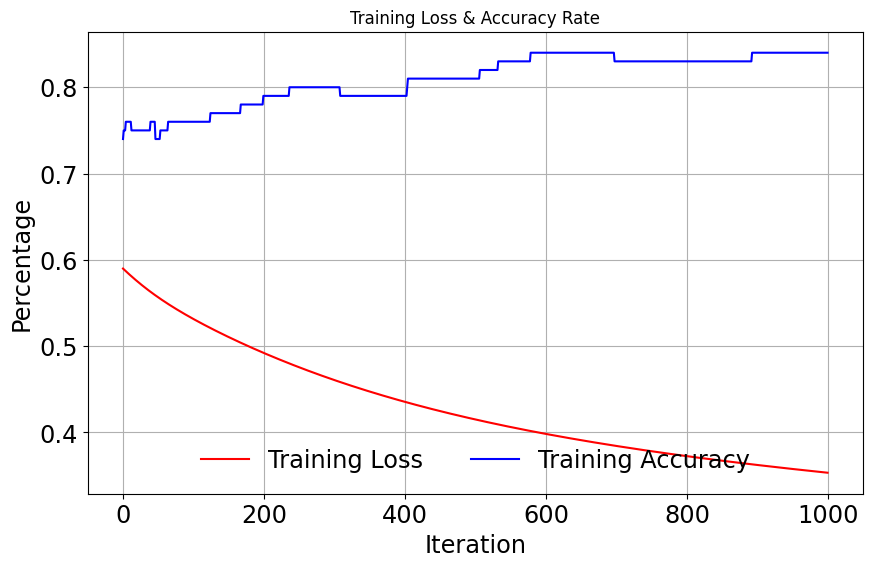 Training Loss & Accuracy Rate
0.8
0.7
0.6
0.5
0.4
Percentage
Training Loss Training Accuracy
0 200 400 600 800 1000
Iteration